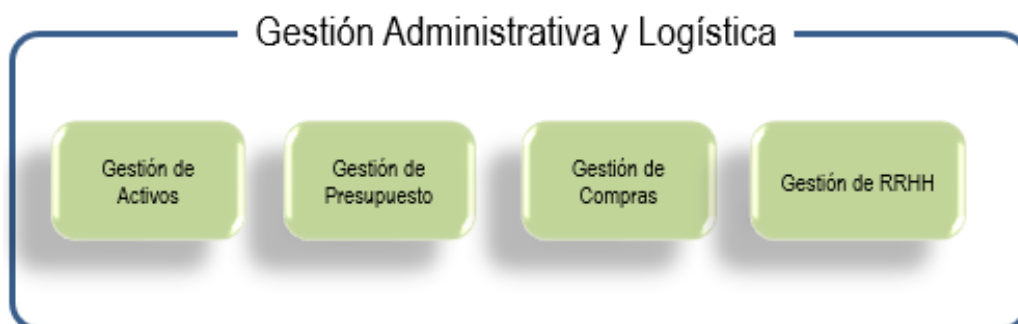 Gestión Administrativa y Logística
Gestión de
Activos
Gestión de
Presupuesto
Gestión de
Compras
Gestión de RRHH